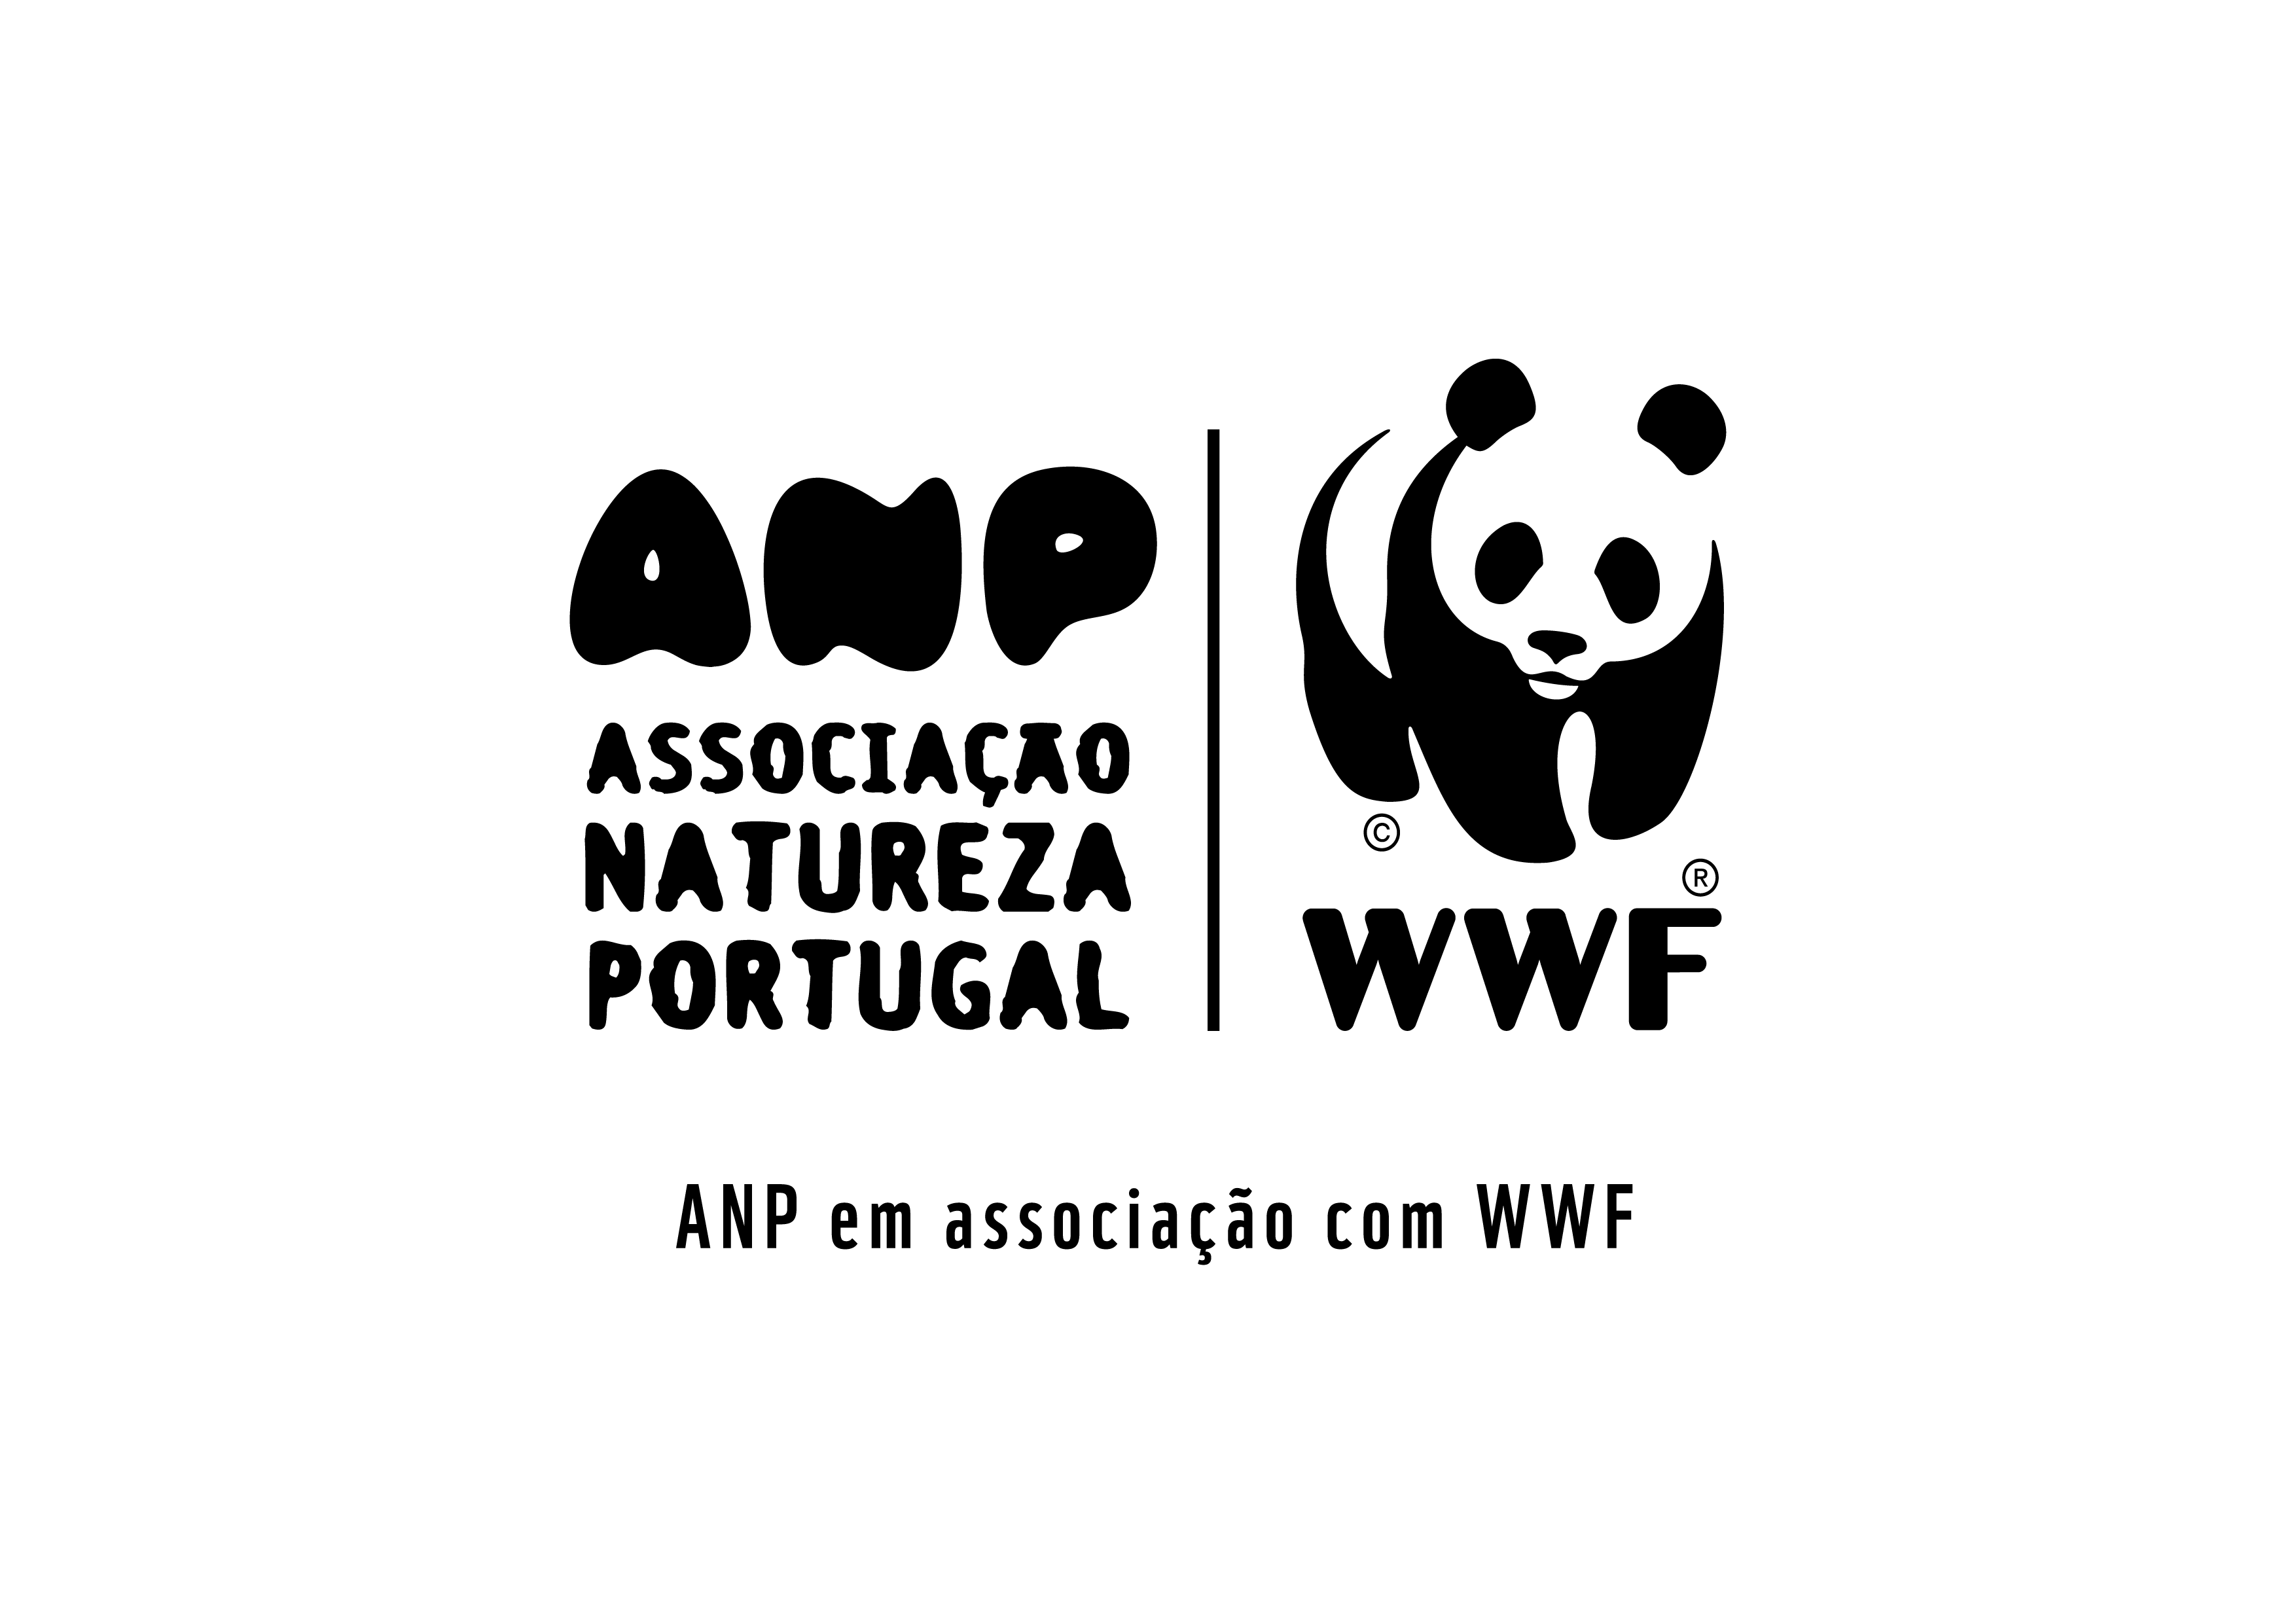 ANP
ASSOCIAÇÃO
NATUREZA
PORTUGAL
©
®
WWF
ANP em associação com WWF